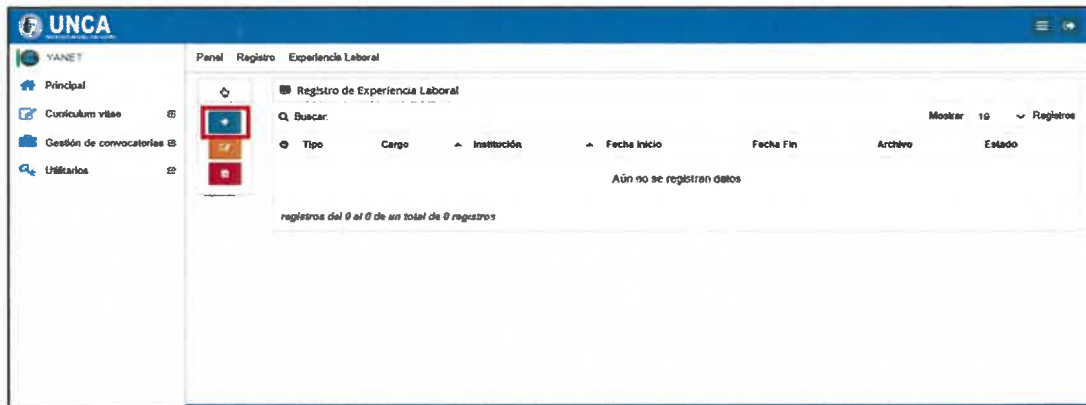 UNCA
YANET
Panel Registro Experiencia Laboral
Principal
Curriculum vitae
Gestión de convocatorias
Utilitarios
Registro de Experiencia Laboral
Buscar:
Mostrar 10 Registros
Tipo Cargo Institución Fecha Inicio Fecha Fin Archivo Estado
Aún no se registran datos
registros del 0 al 0 de un total de 0 registros